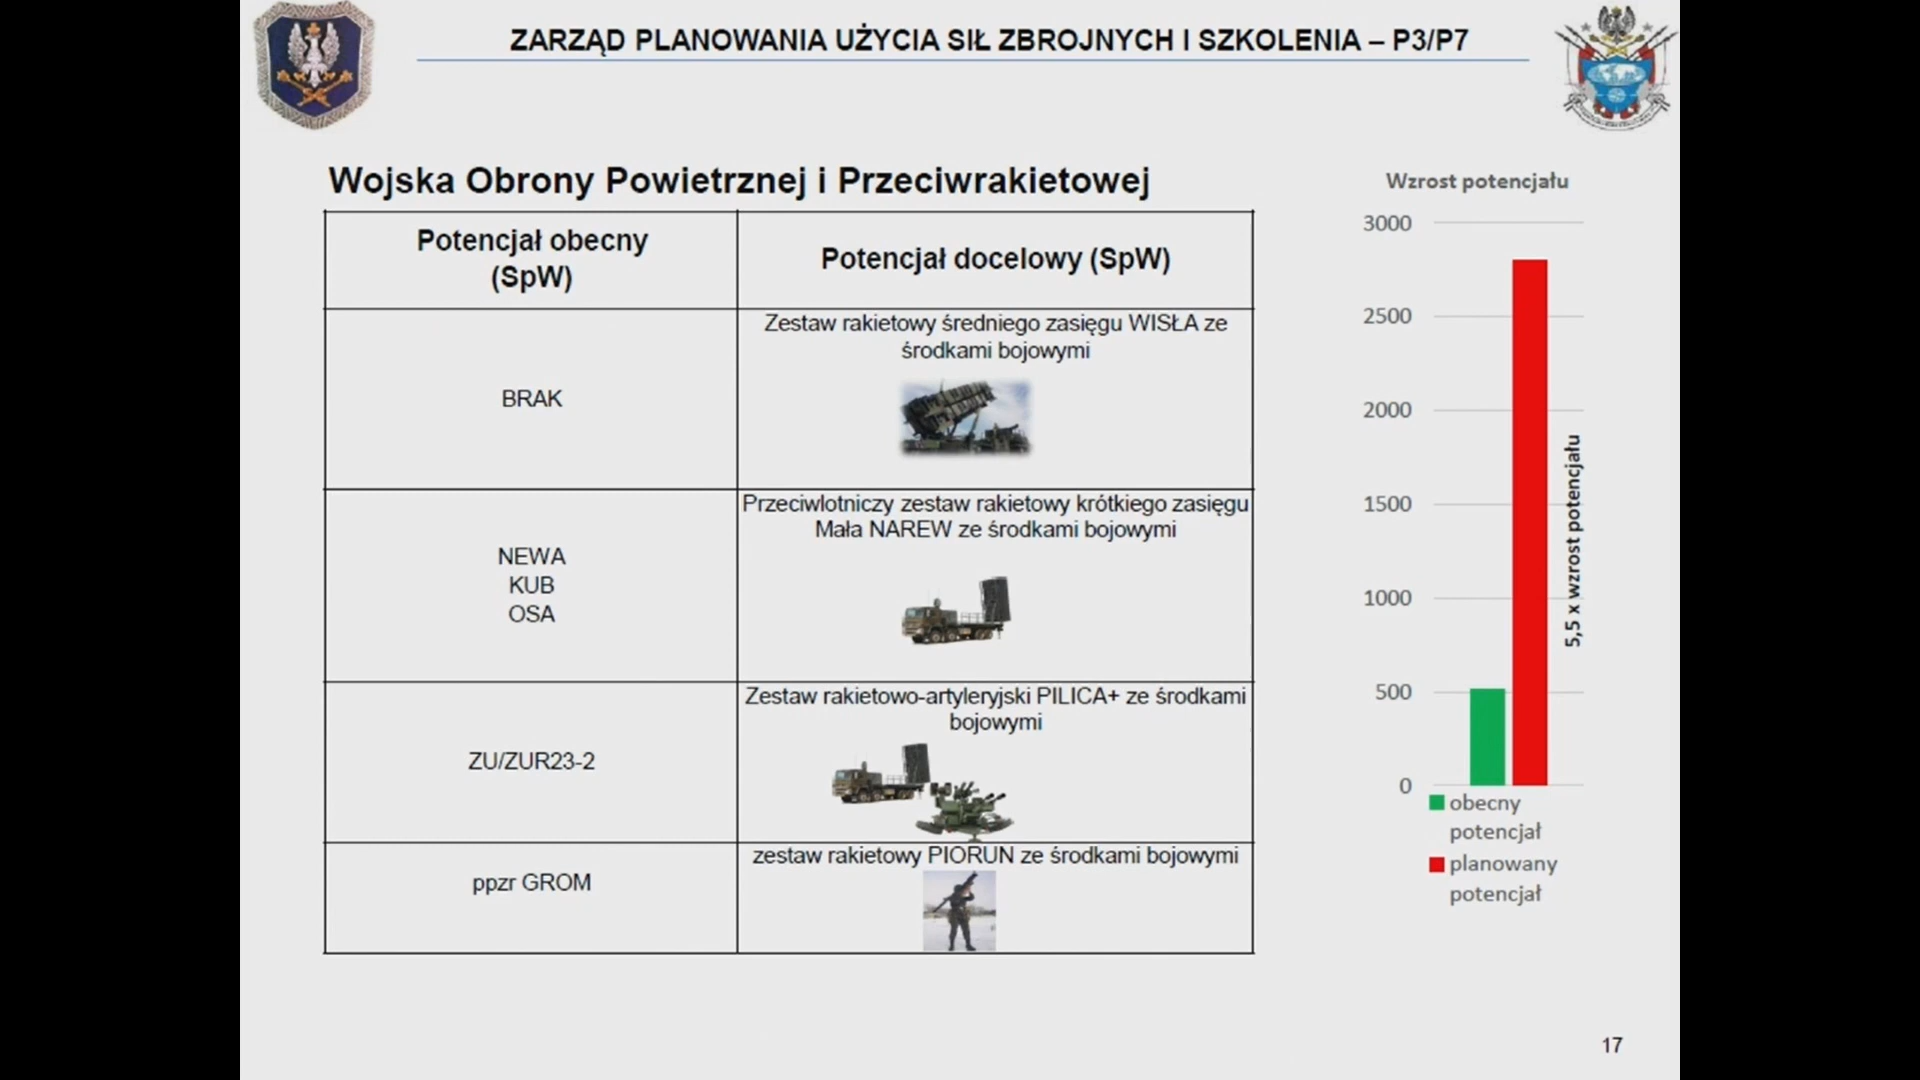 ZARZĄD PLANOWANIA UŻYCIA SIŁ ZBROJNYCH I SZKOLENIA – P3/P7
Wojska Obrony Powietrznej i Przeciwrakietowej
Potencjał obecny
(SpW)
Potencjał docelowy (SpW)
BRAK
Zestaw rakietowy średniego zasięgu WISŁA ze
środkami bojowymi
NEWA
KUB
OSA
Przeciwlotniczy zestaw rakietowy krótkiego zasięgu
Mała NAREW ze środkami bojowymi
ZU/ZUR23-2
Zestaw rakietowo-artyleryjski PILICA+ ze środkami
bojowymi
ppzr GROM
zestaw rakietowy PIORUN ze środkami bojowymi
Wzrost potencjału
3000
2500
2000
1500
1000
500
0
5,5 x wzrost potencjału
obecny
potencjał
planowany
potencjał
17